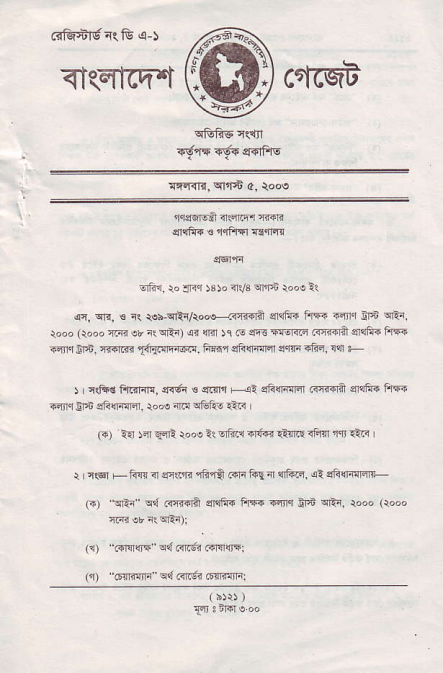 রেজিস্টার্ড নং ডি এ-১
বাংলাদেশ গেজেট
গণপ্রজাতন্ত্রী বাংলাদেশ
সরকার
অতিরিক্ত সংখ্যা
কর্তৃপক্ষ কর্তৃক প্রকাশিত
মঙ্গলবার, আগস্ট ৫, ২০০৩
গণপ্রজাতন্ত্রী বাংলাদেশ সরকার
প্রাথমিক ও গণশিক্ষা মন্ত্রণালয়
প্রজ্ঞাপন
তারিখ, ২০ শ্রাবণ ১৪১০ বাং/৪ আগস্ট ২০০৩ ইং
এস, আর, ও নং ২৩৯-আইন/২০০৩—বেসরকারী প্রাথমিক শিক্ষক কল্যাণ ট্রাস্ট আইন,
২০০০ (২০০০ সনের ৩৮ নং আইন) এর ধারা ১৭ তে প্রদত্ত ক্ষমতাবলে বেসরকারী প্রাথমিক শিক্ষক
কল্যাণ ট্রাস্ট, সরকারের পূর্বানুমোদনক্রমে, নিম্নরূপ প্রবিধানমালা প্রণয়ন করিল, যথা ঃ—
১। সংক্ষিপ্ত শিরোনাম, প্রবর্তন ও প্রয়োগ।—এই প্রবিধানমালা বেসরকারী প্রাথমিক শিক্ষক
কল্যাণ ট্রাস্ট প্রবিধানমালা, ২০০৩ নামে অভিহিত হইবে।
(ক) ইহা ১লা জুলাই ২০০৩ ইং তারিখে কার্যকর হইয়াছে বলিয়া গণ্য হইবে।
২। সংজ্ঞা।— বিষয় বা প্রসংগের পরিপন্থী কোন কিছু না থাকিলে, এই প্রবিধানমালায়—
(ক) “আইন” অর্থ বেসরকারী প্রাথমিক শিক্ষক কল্যাণ ট্রাস্ট আইন, ২০০০ (২০০০
সনের ৩৮ নং আইন);
(খ) “কোষাধ্যক্ষ” অর্থ বোর্ডের কোষাধ্যক্ষ;
(গ) “চেয়ারম্যান” অর্থ বোর্ডের চেয়ারম্যান;
(৯১২১)
মূল্য ঃ টাকা ৩·০০